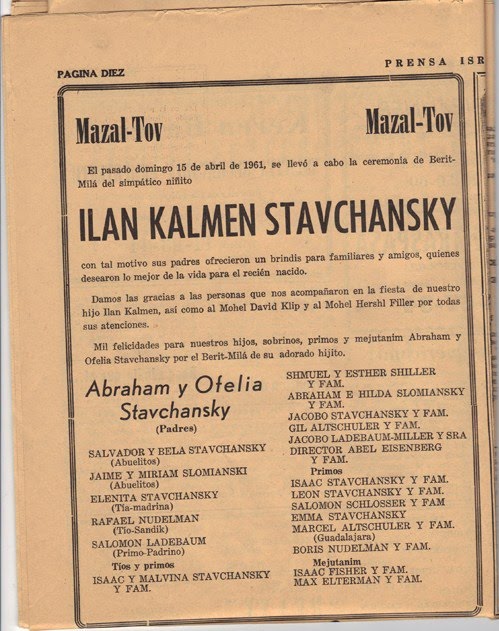 PAGINA DIEZ
PRENSA ISR
Mazal-Tov
Mazal-Tov
El pasado domingo 15 de abril de 1961, se llevó a cabo la ceremonia de Berit-
Milá del simpático niñito
ILAN KALMEN STAVCHANSKY
con tal motivo sus padres ofrecieron un brindis para familiares y amigos, quienes
desearon lo mejor de la vida para el recién nacido.
Damos las gracias a las personas que nos acompañaron en la fiesta de nuestro
hijo Ilan Kalmen, así como al Mohel David Klip y al Mohel Hershl Filler por todas
sus atenciones.
Mil felicidades para nuestros hijos, sobrinos, primos y mejutanim Abraham y
Ofelia Stavchansky por el Berit-Milá de su adorado hijito.
Abraham y Ofelia
Stavchansky
(Padres)
SALVADOR Y BELA STAVCHANSKY
(Abuelitos)
JAIME Y MIRIAM SLOMIANSKI
(Abuelitos)
ELENITA STAVCHANSKY
(Tía-madrina)
RAFAEL NUDELMAN
(Tío-Sandik)
SALOMON LADEBAUM
(Primo-Padrino)
Tíos y primos
ISAAC Y MALVINA STAVCHANSKY
Y FAM.
SHMUEL Y ESTHER SHILLER
Y FAM.
ABRAHAM E HILDA SLOMIANSKY
Y FAM.
JACOBO STAVCHANSKY Y FAM.
GIL ALTSCHULER Y FAM.
JACOBO LADEBAUM-MILLER Y SRA
DIRECTOR ABEL EISENBERG
Y FAM.
Primos
ISAAC STAVCHANSKY Y FAM.
LEON STAVCHANSKY Y FAM.
SALOMON SCHLOSSER Y FAM
EMMA STAVCHANSKY
MARCEL ALTSCHULER Y FAM.
(Guadalajara)
BORIS NUDELMAN Y FAM.
Mejutanim
ISAAC FISHER Y FAM.
MAX ELTERMAN Y FAM.